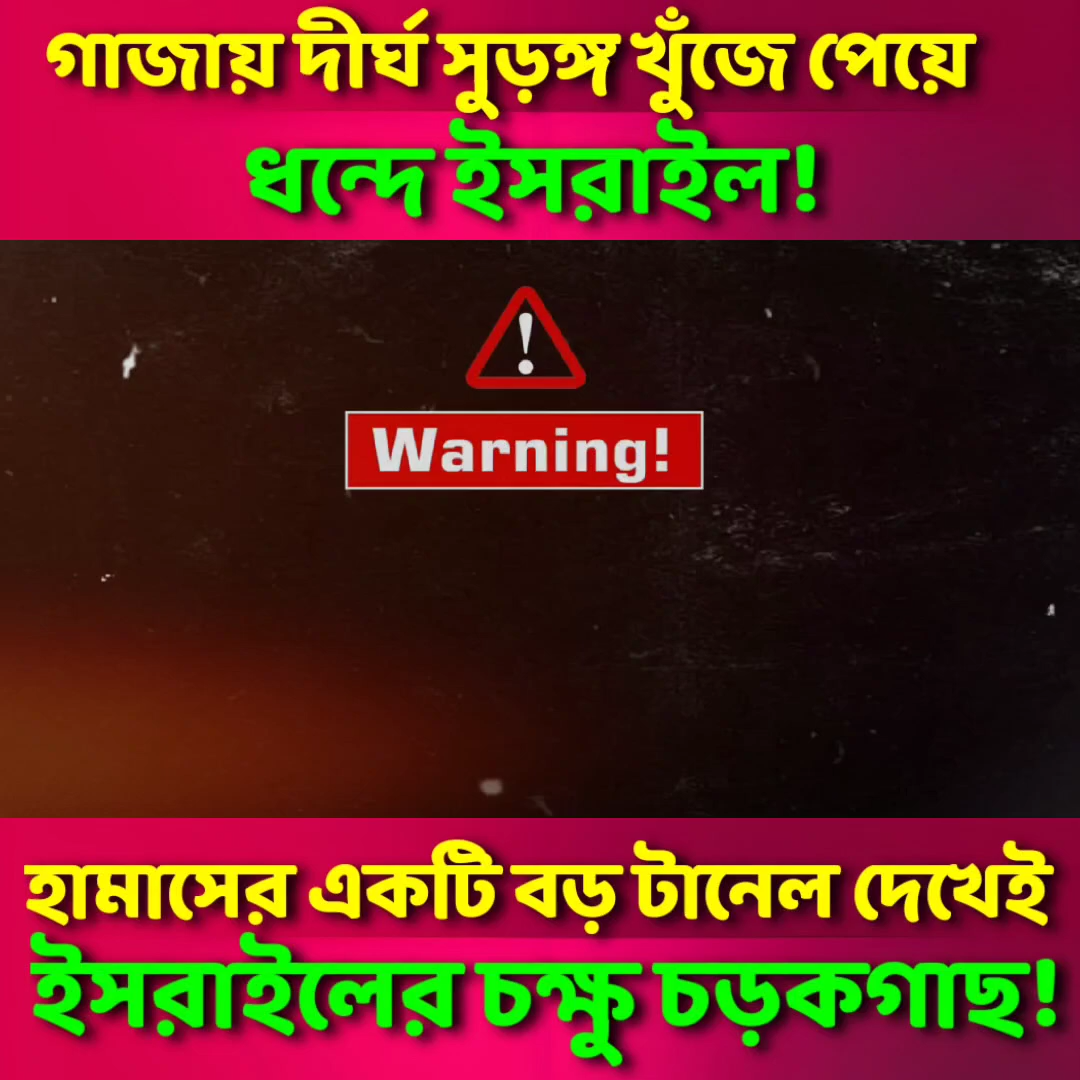 গাজায় দীর্ঘ সুড়ঙ্গ খুঁজে পেয়ে
ধন্দে ইসরাইল!
Warning!
হামাসের একটি বড় টানেল দেখেই
ইসরাইলের চক্ষু চড়কগাছ!